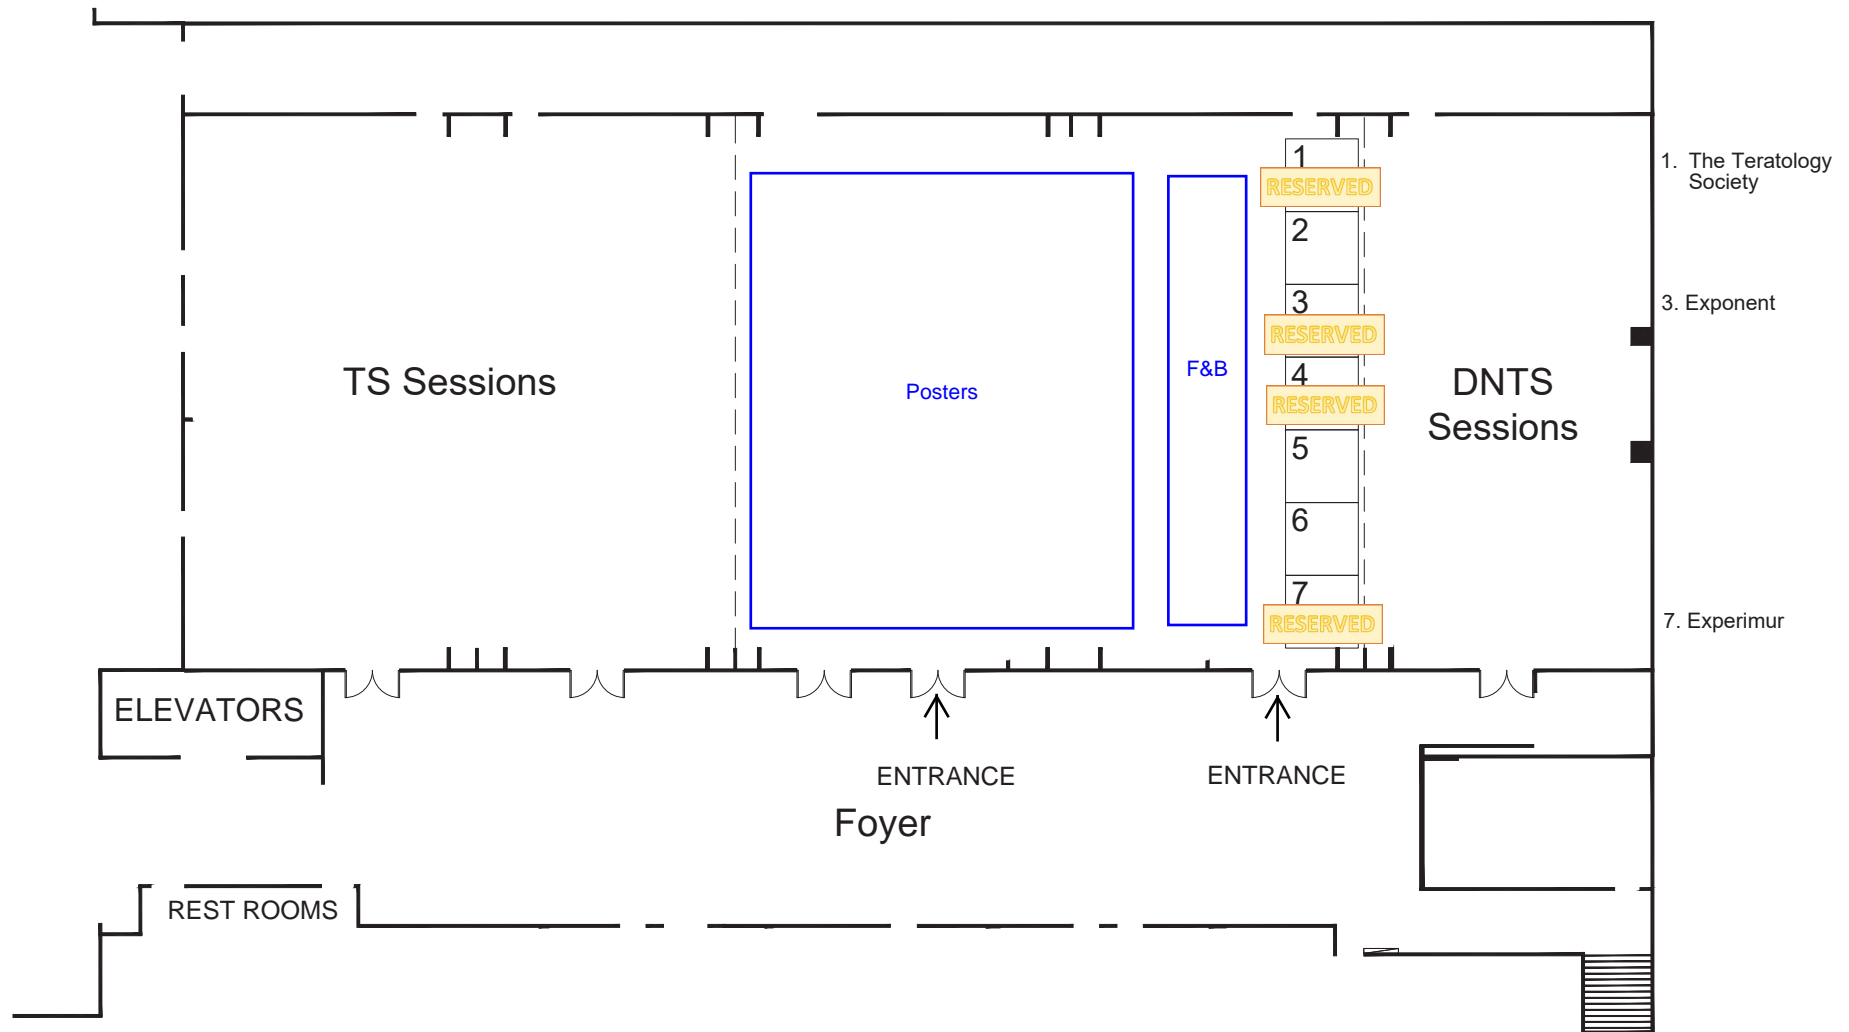 1
RESERVED
2
3
RESERVED
4
RESERVED
5
6
7
RESERVED
TS Sessions
Posters
F&B
DNTS
Sessions
1. The Teratology
Society
3. Exponent
7. Experimur
ELEVATORS
ENTRANCE
ENTRANCE
Foyer
REST ROOMS